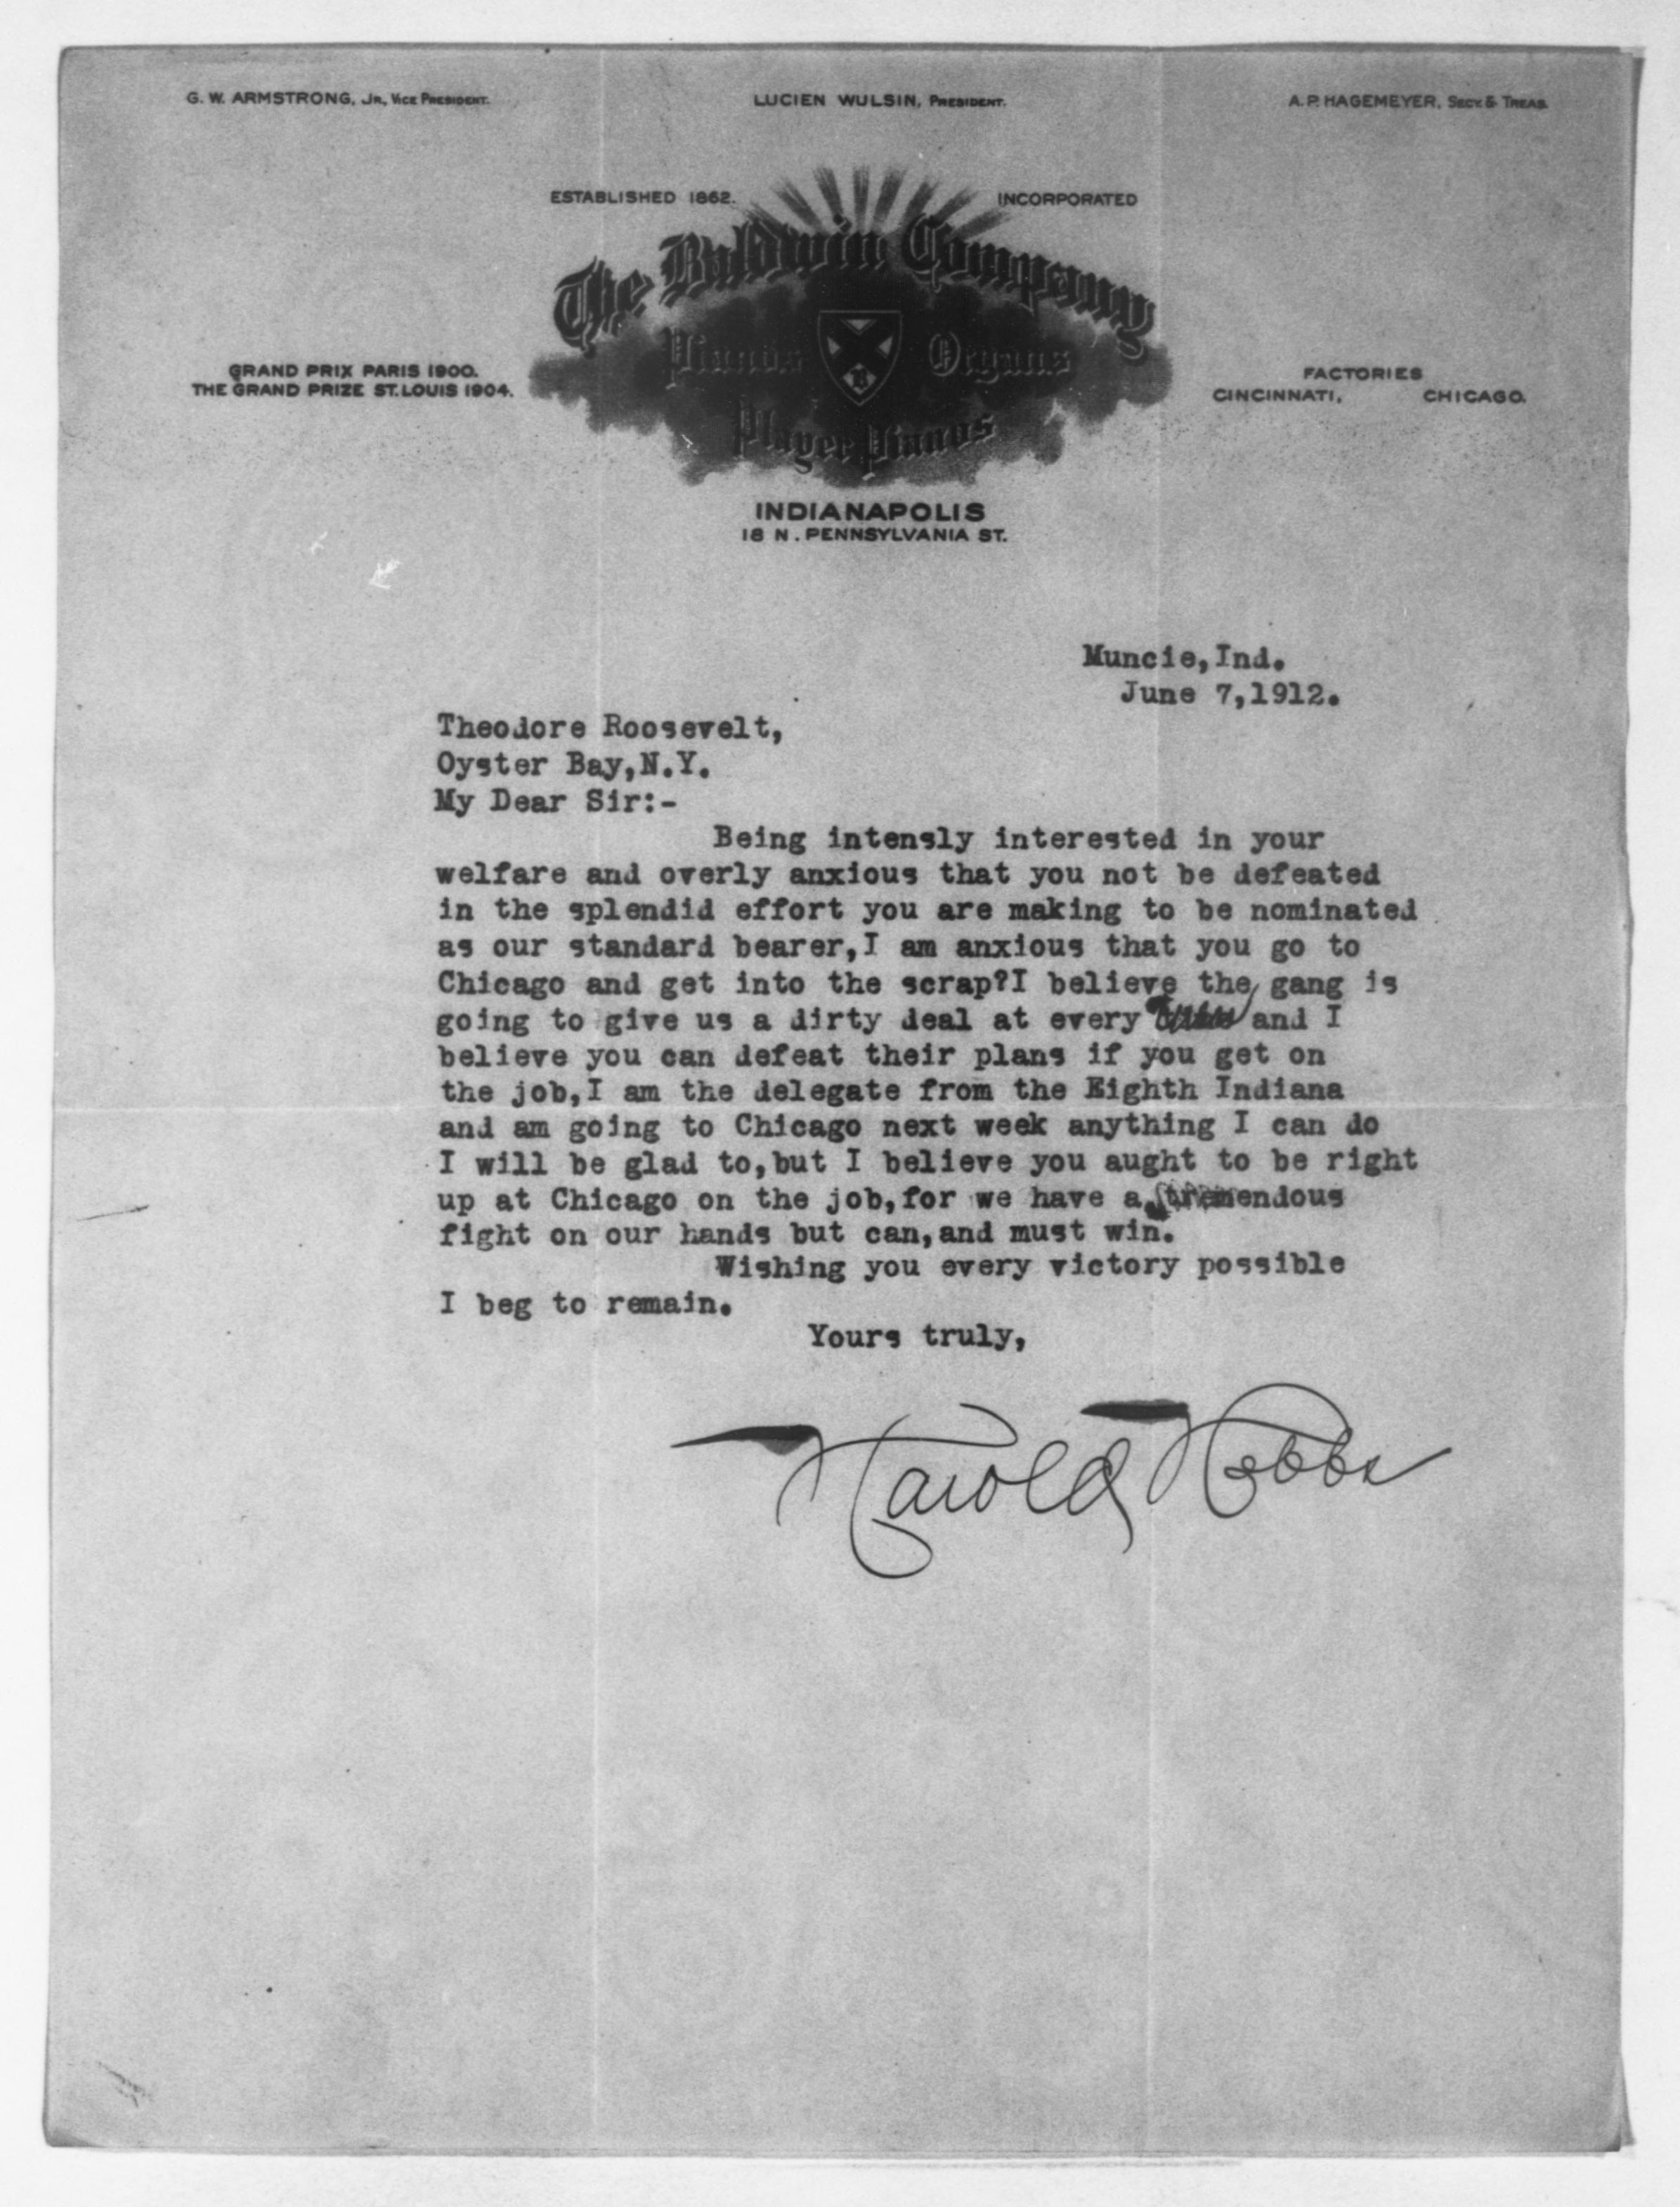 G. W. ARMSTRONG, JR., VICE PRESIDENT.
LUCIEN WULSIN, PRESIDENT.
A. P. HAGEMEYER, SECY. & TREAS.
ESTABLISHED 1862.
INCORPORATED
The Baldwin Company
Pianos Organs
B
Player Pianos
GRAND PRIX PARIS 1900.
THE GRAND PRIZE ST. LOUIS 1904.
FACTORIES
CINCINNATI, CHICAGO.
INDIANAPOLIS
18 N. PENNSYLVANIA ST.
Muncie, Ind.
June 7, 1912.
Theodore Roosevelt,
Oyster Bay, N.Y.
My Dear Sir:-
Being intensly interested in your
welfare and overly anxious that you not be defeated
in the splendid effort you are making to be nominated
as our standard bearer, I am anxious that you go to
Chicago and get into the scrap? I believe the gang is
going to give us a dirty deal at every and I
believe you can defeat their plans if you get on
the job, I am the delegate from the Eighth Indiana
and am going to Chicago next week anything I can do
I will be glad to, but I believe you aught to be right
up at Chicago on the job, for we have a tremendous
fight on our hands but can, and must win.
Wishing you every victory possible
I beg to remain.
Yours truly,
Harold Hobbs